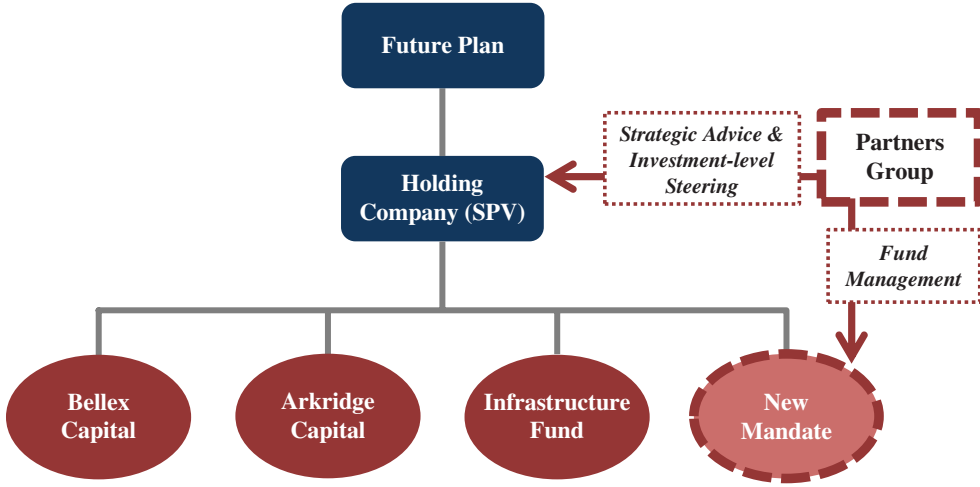 Future Plan
Strategic Advice &
Investment-level
Steering
Partners
Group
Holding
Company (SPV)
Fund
Management
Bellex
Capital
Arkridge
Capital
Infrastructure
Fund
New
Mandate